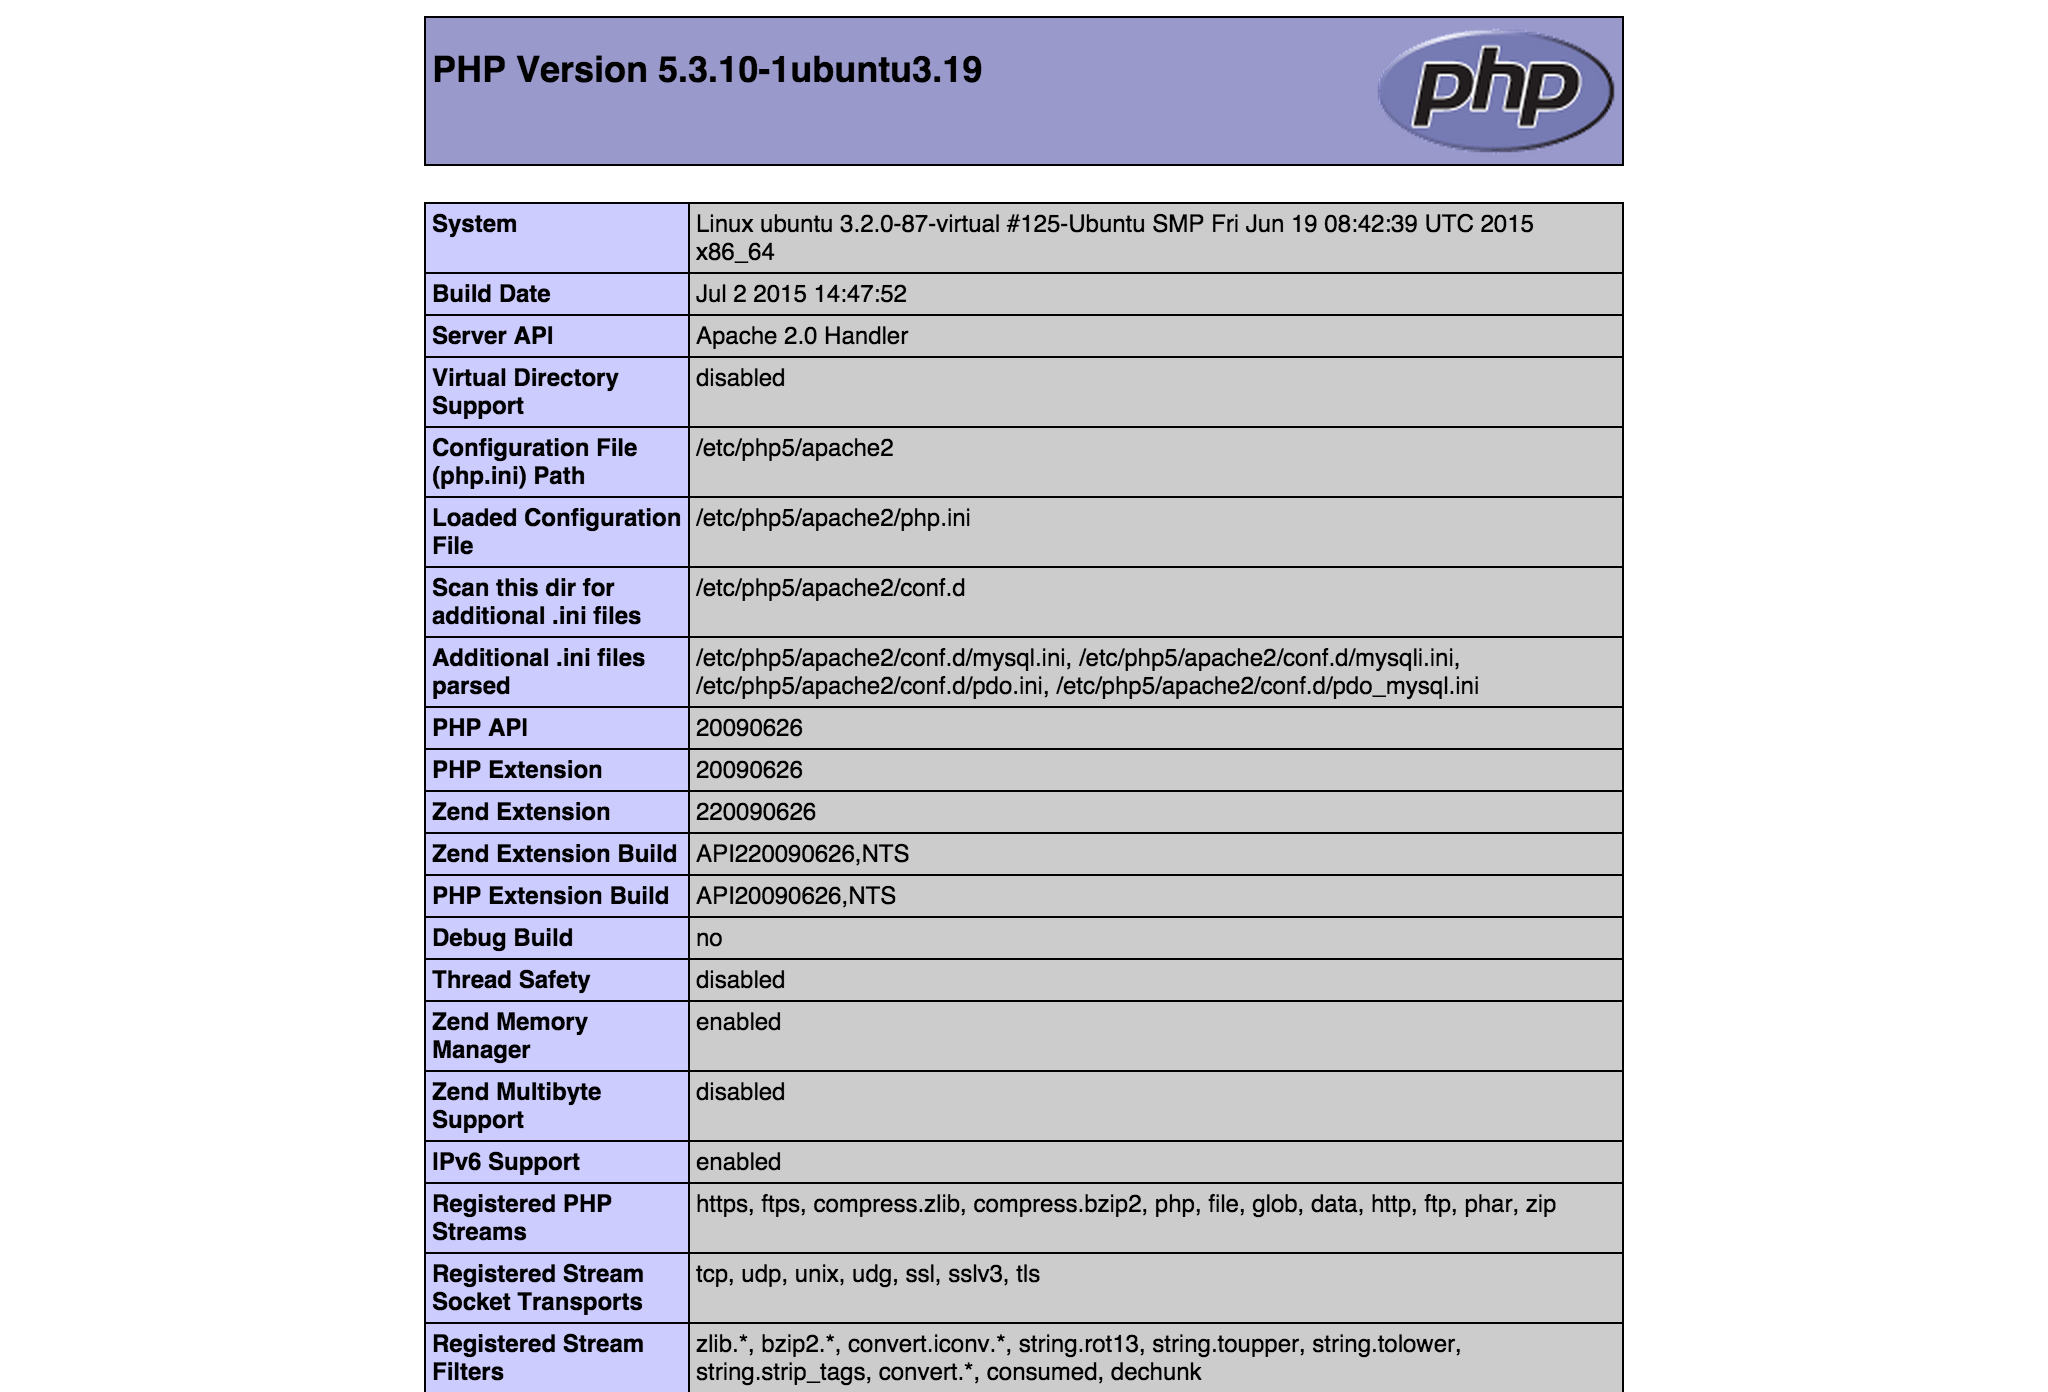 PHP Version 5.3.10-1ubuntu3.19
php
System
Linux ubuntu 3.2.0-87-virtual #125-Ubuntu SMP Fri Jun 19 08:42:39 UTC 2015
x86_64
Build Date
Jul 2 2015 14:47:52
Server API
Apache 2.0 Handler
Virtual Directory
Support
disabled
Configuration File
(php.ini) Path
/etc/php5/apache2
Loaded Configuration
File
/etc/php5/apache2/php.ini
Scan this dir for
additional .ini files
/etc/php5/apache2/conf.d
Additional .ini files
parsed
/etc/php5/apache2/conf.d/mysql.ini, /etc/php5/apache2/conf.d/mysqli.ini,
/etc/php5/apache2/conf.d/pdo.ini, /etc/php5/apache2/conf.d/pdo_mysql.ini
PHP API
20090626
PHP Extension
20090626
Zend Extension
220090626
Zend Extension Build
API220090626,NTS
PHP Extension Build
API20090626,NTS
Debug Build
no
Thread Safety
disabled
Zend Memory
Manager
enabled
Zend Multibyte
Support
disabled
IPv6 Support
enabled
Registered PHP
Streams
https, ftps, compress.zlib, compress.bzip2, php, file, glob, data, http, ftp, phar, zip
Registered Stream
Socket Transports
tcp, udp, unix, udg, ssl, sslv3, tls
Registered Stream
Filters
zlib.*, bzip2.*, convert.iconv.*, string.rot13, string.toupper, string.tolower,
string.strip_tags, convert.*, consumed, dechunk